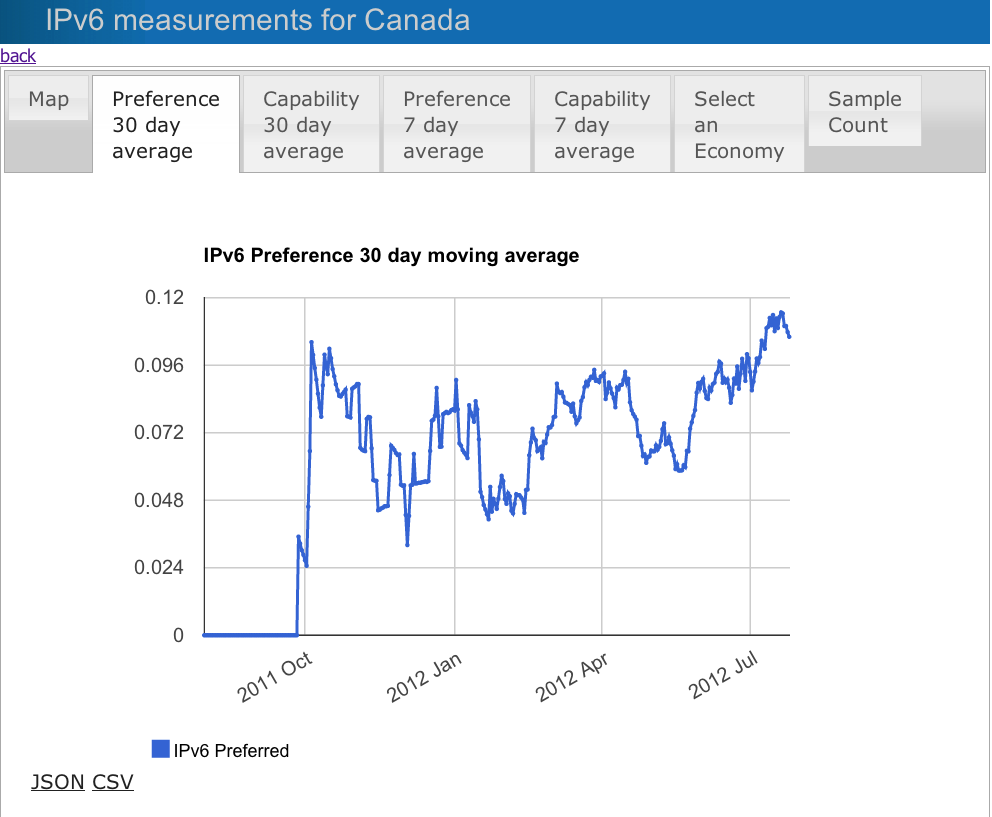 IPv6 measurements for Canada
back
Map
Preference
30 day
average
Capability
30 day
average
Preference
7 day
average
Capability
7 day
average
Select
an
Economy
Sample
Count
IPv6 Preference 30 day moving average
0.12
0.096
0.072
0.048
0.024
0
2011 Oct
2012 Jan
2012 Apr
2012 Jul
IPv6 Preferred
JSON CSV